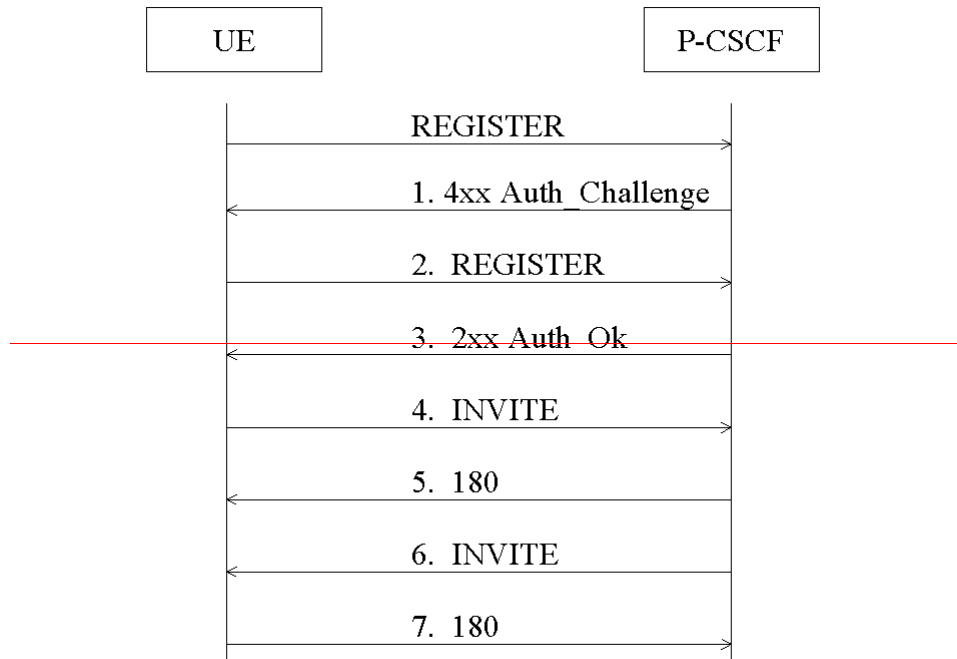 UE
P-CSCF
REGISTER
1. 4xx Auth_Challenge
2. REGISTER
3. 2xx Auth_Ok
4. INVITE
5. 180
6. INVITE
7. 180